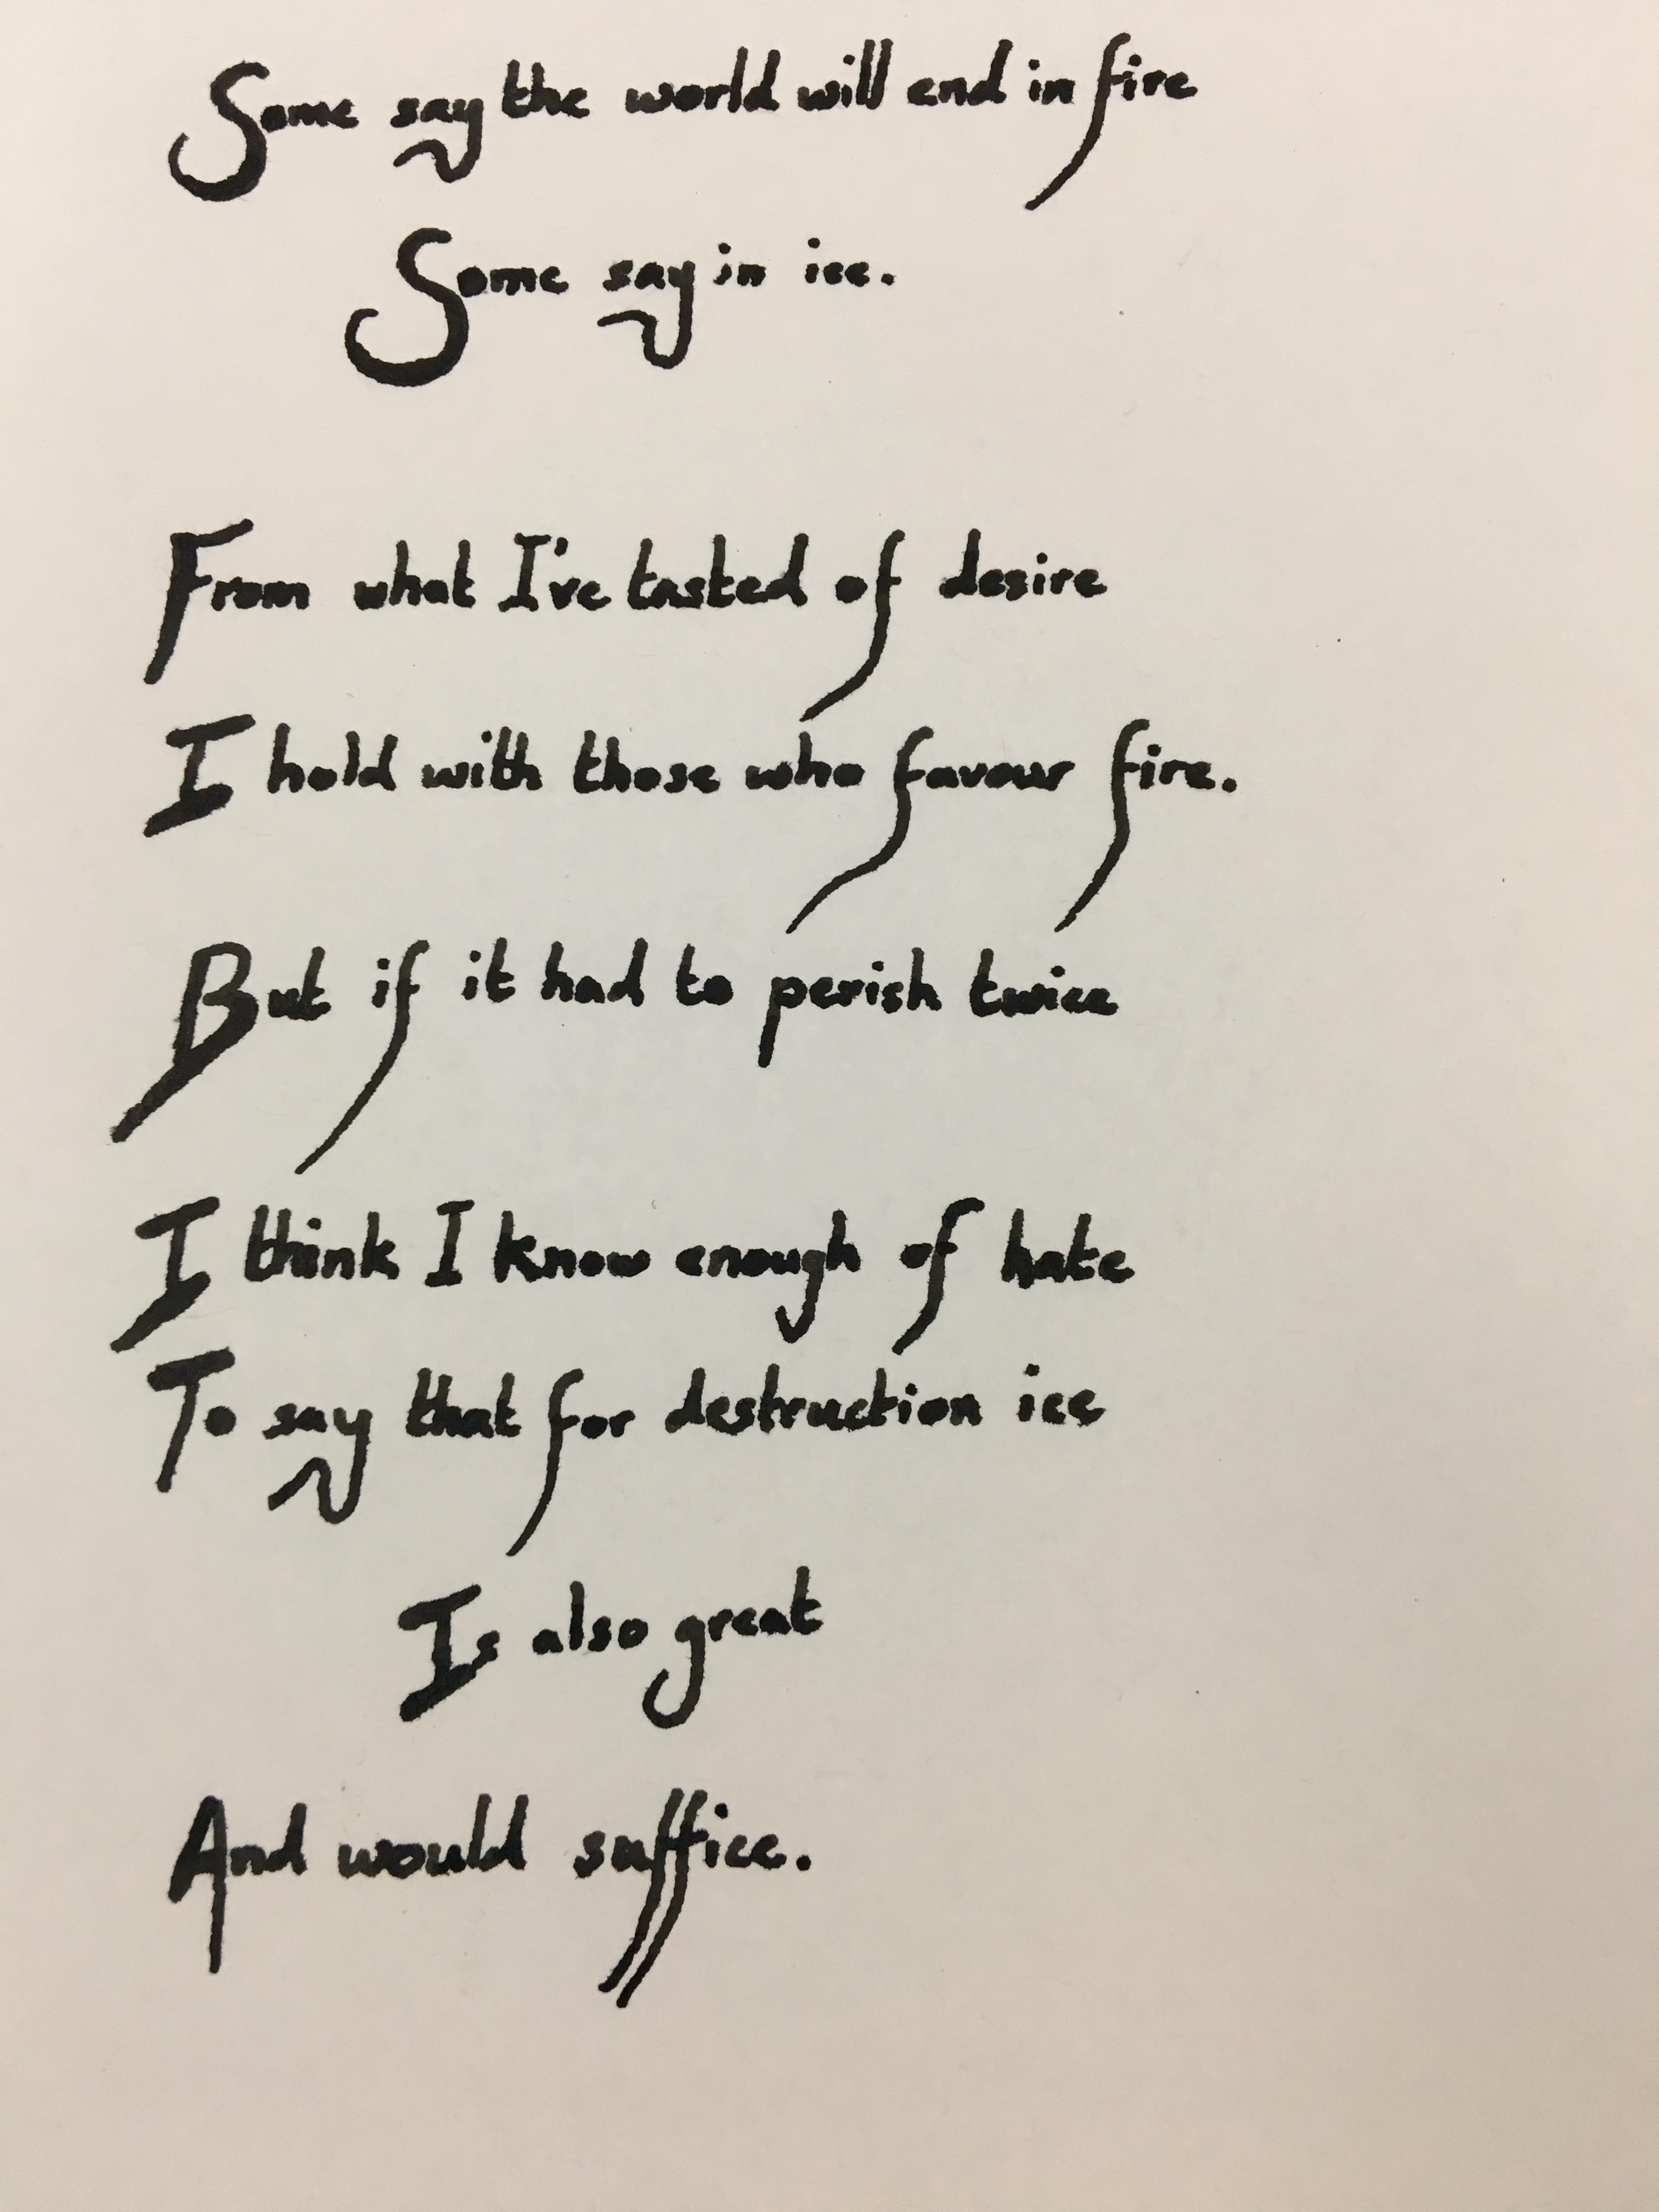 Some say the world will end in fire
Some say in ice.
From what I've tasted of desire
I hold with those who favour fire.
But if it had to perish twice
I think I know enough of hate
To say that for destruction ice
Is also great
And would suffice.